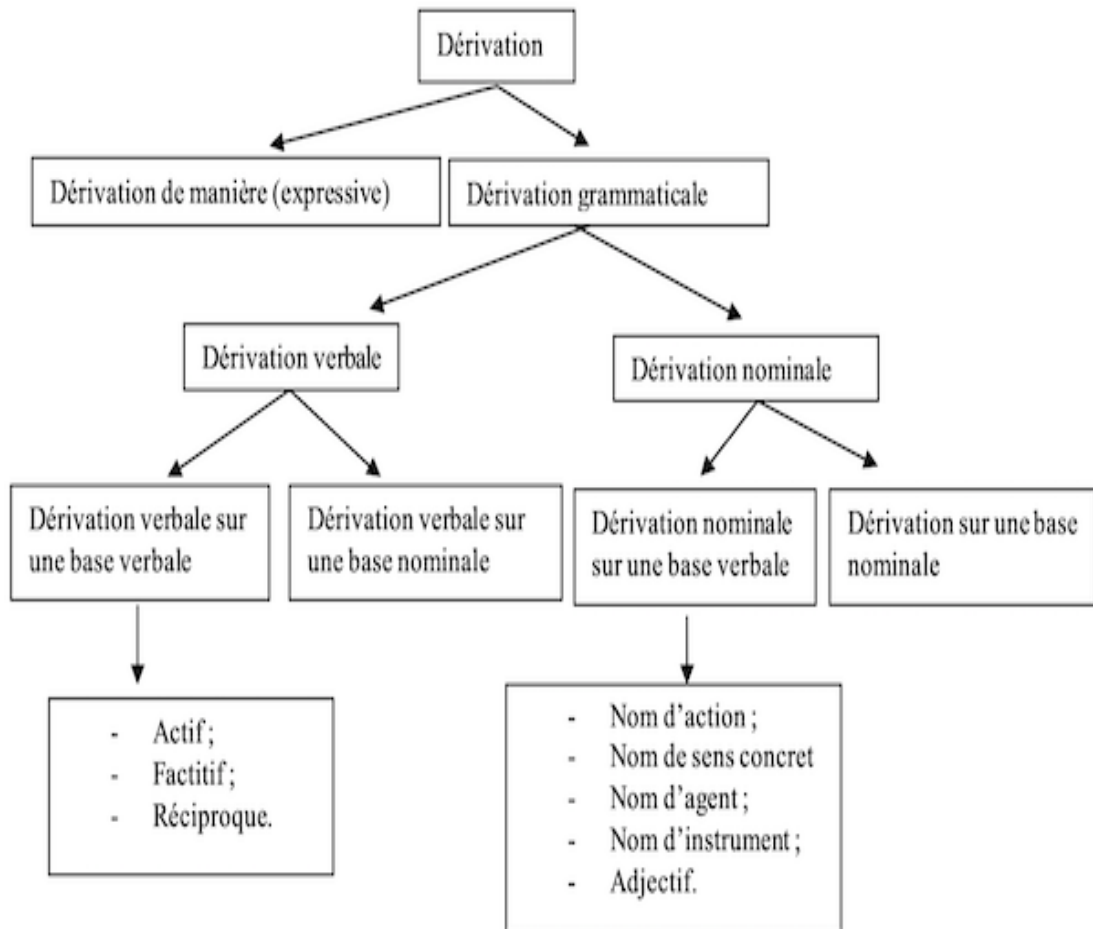 Dérivation
Dérivation de manière (expressive)
Dérivation grammaticale
Dérivation verbale
Dérivation nominale
Dérivation verbale sur
une base verbale
Dérivation verbale sur
une base nominale
Dérivation nominale
sur une base verbale
Dérivation sur une base
nominale
- Actif ;
- Factitif ;
- Réciproque.
- Nom d’action ;
- Nom de sens concret
- Nom d’agent ;
- Nom d’instrument ;
- Adjectif.